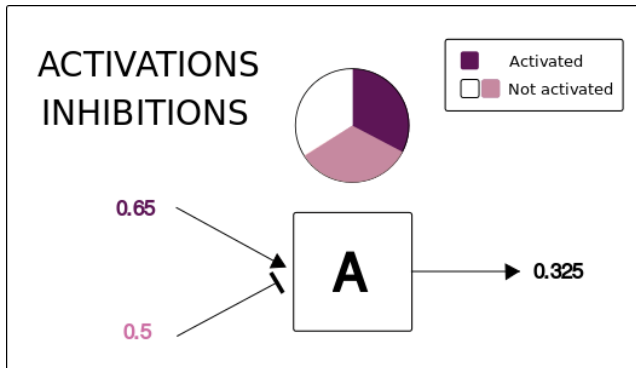 ACTIVATIONS
INHIBITIONS
Activated
Not activated
0.65
A
0.325
0.5